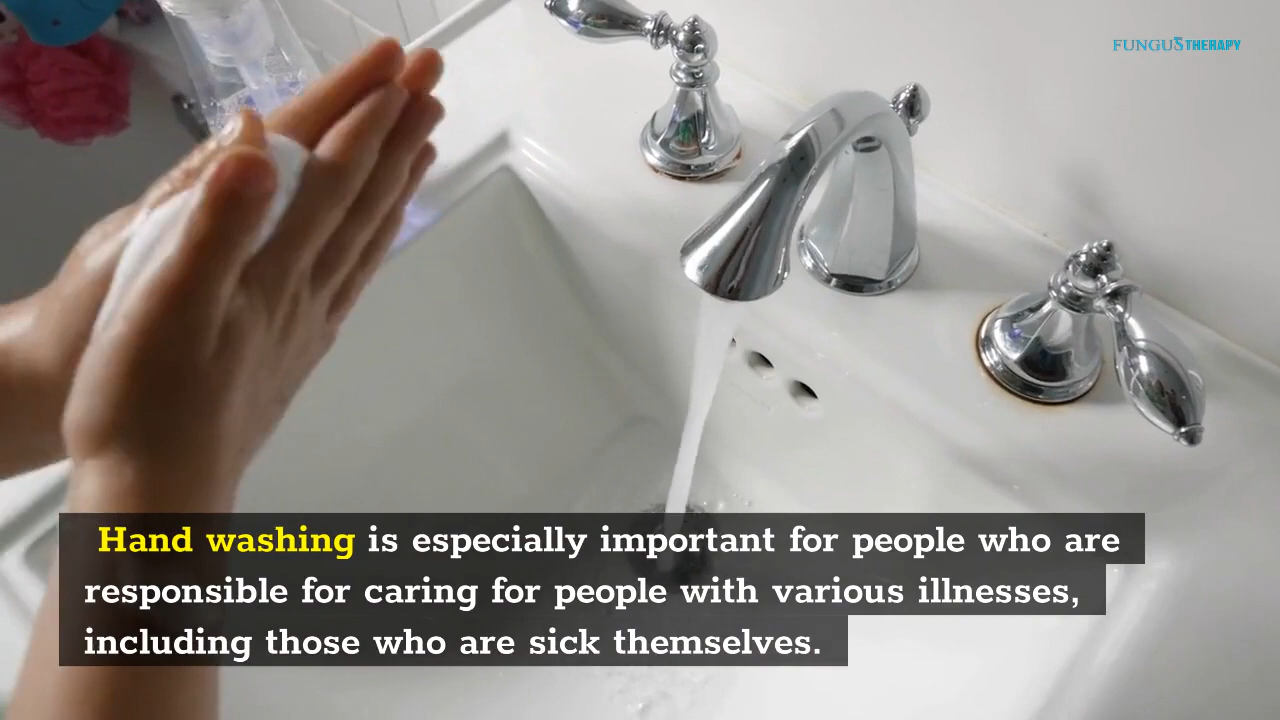 FUNGUSTHERAPY
Hand washing is especially important for people who are
responsible for caring for people with various illnesses,
including those who are sick themselves.